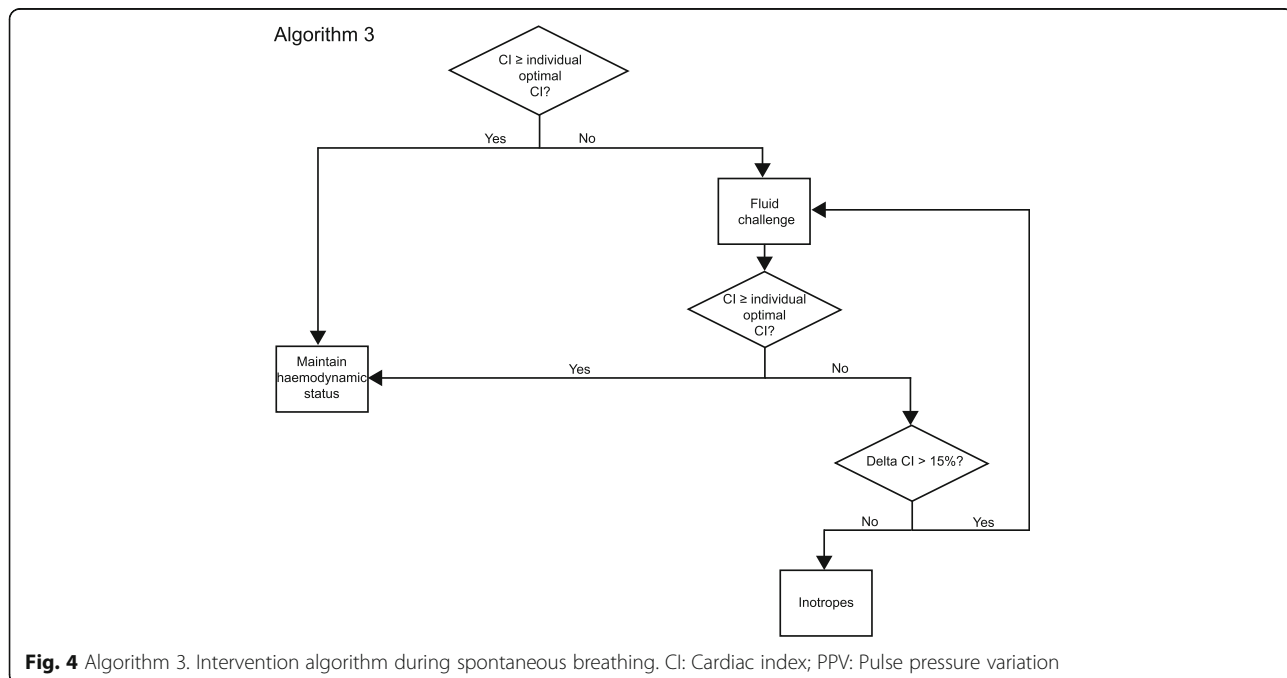 Algorithm 3
CI ≥ individual
optimal
CI?
Yes
No
Fluid
challenge
CI ≥ individual
optimal
CI?
Maintain
haemodynamic
status
Yes
No
Delta CI > 15%?
No
Yes
Inotropes
Fig. 4 Algorithm 3. Intervention algorithm during spontaneous breathing. CI: Cardiac index; PPV: Pulse pressure variation